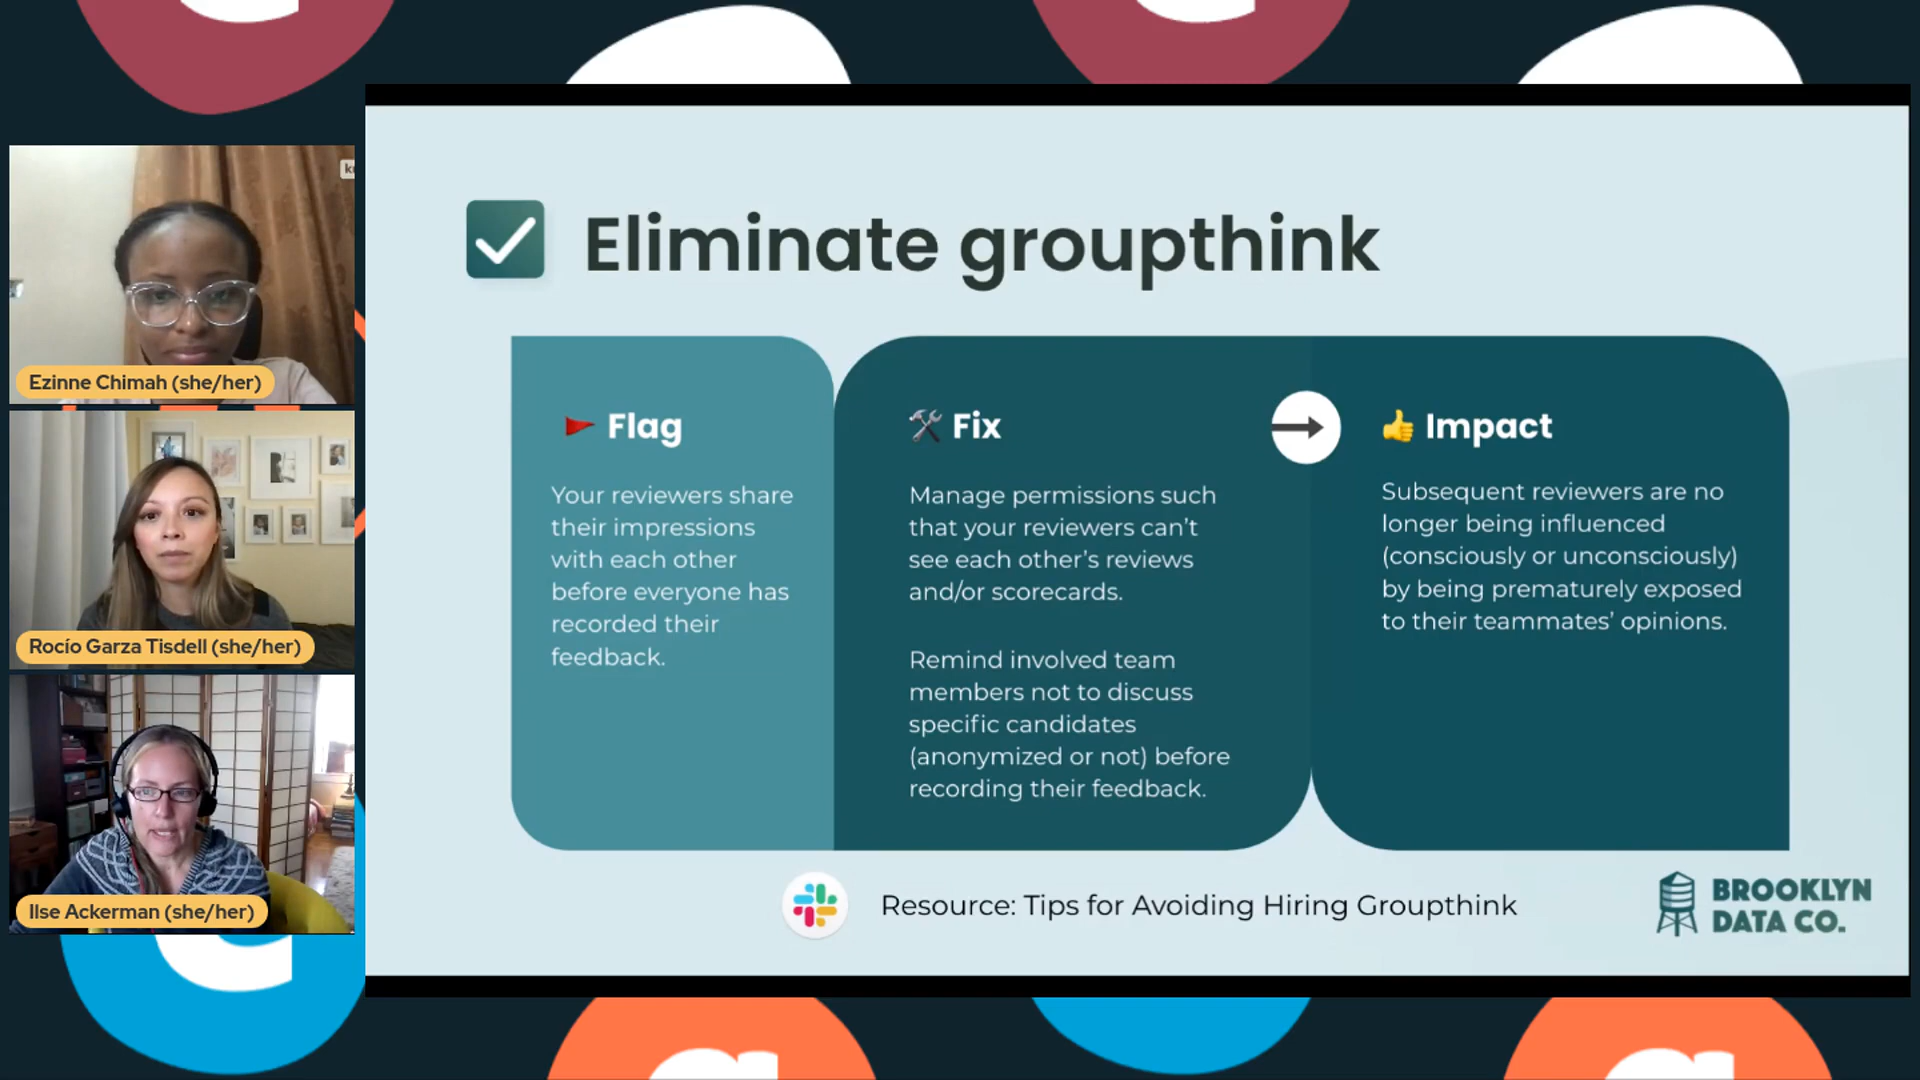 Ezinne Chimah (she/her)
Rocío Garza Tisdell (she/her)
Ilse Ackerman (she/her)
Eliminate groupthink
Flag
Your reviewers share
their impressions
with each other
before everyone has
recorded their
feedback.
Fix
Manage permissions such
that your reviewers can’t
see each other’s reviews
and/or scorecards.
Remind involved team
members not to discuss
specific candidates
(anonymized or not) before
recording their feedback.
Impact
Subsequent reviewers are no
longer being influenced
(consciously or unconsciously)
by being prematurely exposed
to their teammates’ opinions.
Resource: Tips for Avoiding Hiring Groupthink
BROOKLYN
DATA CO.